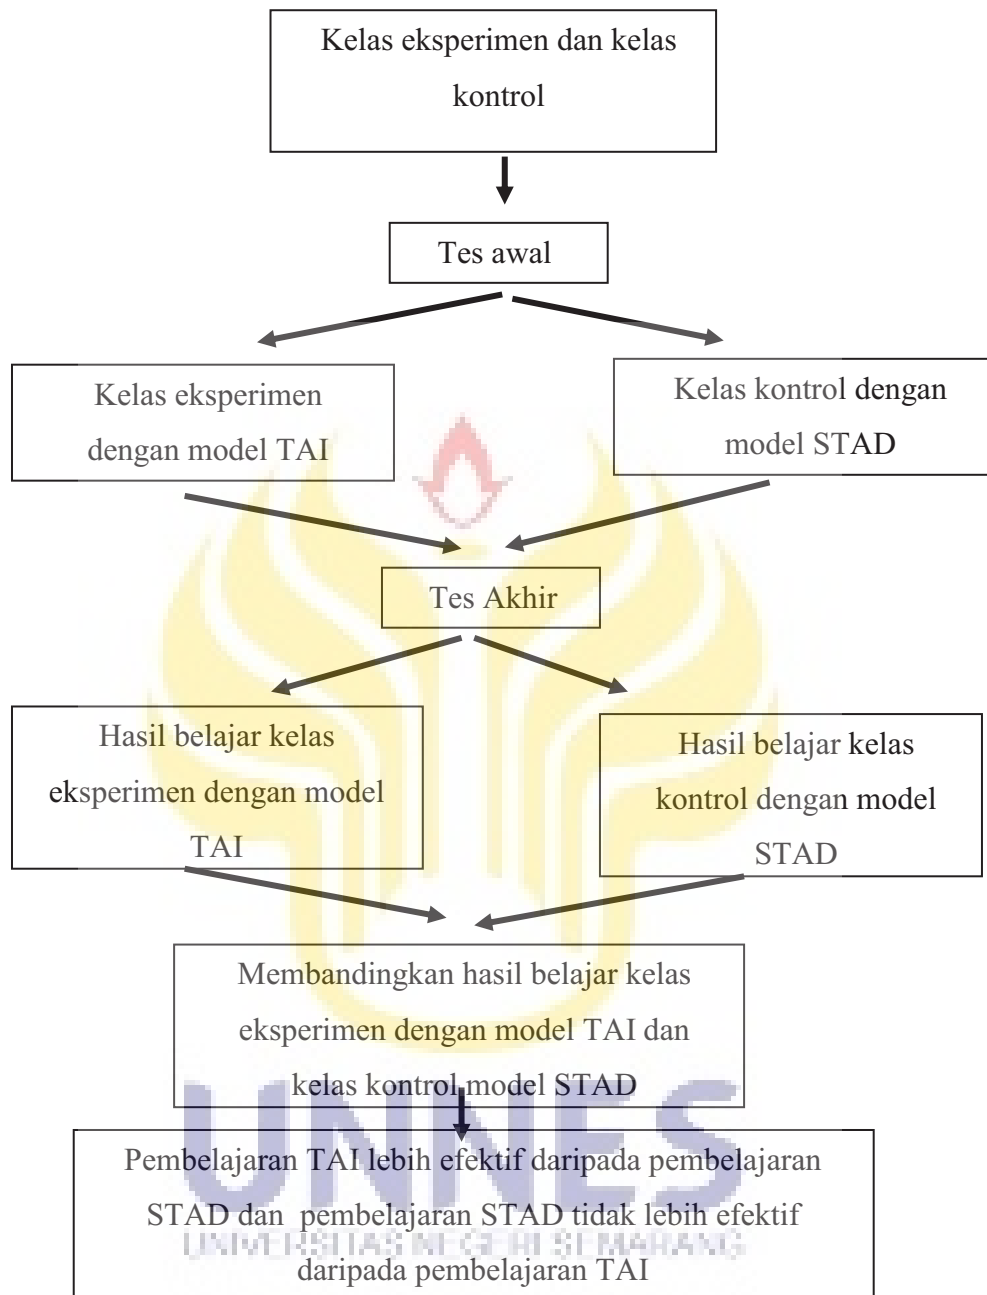 Kelas eksperimen dan kelas
kontrol
Tes awal
Kelas eksperimen
dengan model TAI
Kelas kontrol dengan
model STAD
Tes Akhir
Hasil belajar kelas
eksperimen dengan model
TAI
Hasil belajar kelas
kontrol dengan model
STAD
Membandingkan hasil belajar kelas
eksperimen dengan model TAI dan
kelas kontrol model STAD
UNNES
Pembelajaran TAI lebih efektif daripada pembelajaran
STAD dan  pembelajaran STAD tidak lebih efektif
UNIVERSITAS NEGERI SEMARANG
daripada pembelajaran TAI